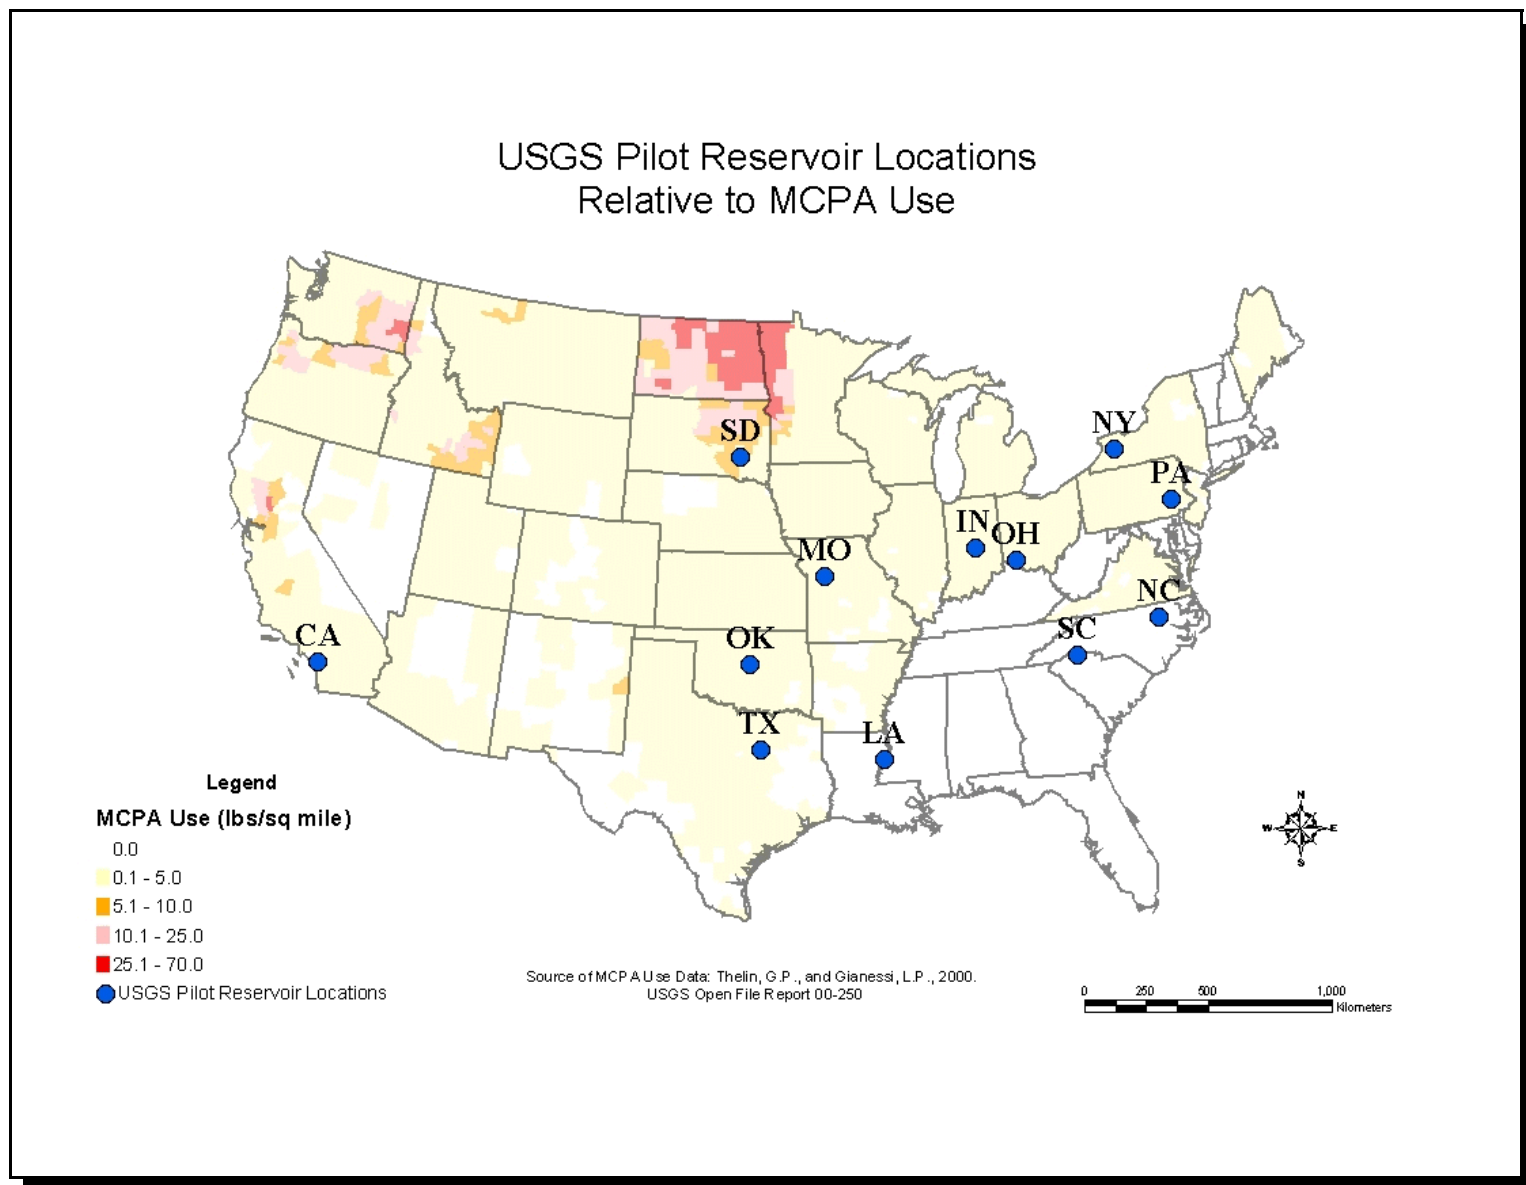 USGS Pilot Reservoir Locations
Relative to MCPA Use
NY
SD
PA
IN
OH
MO
NC
SC
CA
OK
TX
LA
Legend
MCPA Use (lbs/sq mile)
0.0
0.1 - 5.0
5.1 - 10.0
10.1 - 25.0
25.1 - 70.0
USGS Pilot Reservoir Locations
Source of MCPA Use Data: Thelin, G.P., and Gianessi, L.P., 2000.
USGS Open File Report 00-250
N
W E
S
0 250 500 1,000
Kilometers